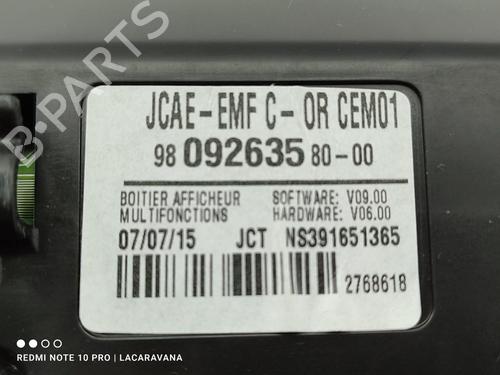 JCAE-EMF C-OR CEM01
98 092635 80-00
BOITIER AFFICHEUR SOFTWARE: V09.00
MULTIFONCTIONS HARDWARE: V06.00
07/07/15 JCT NS391651365
2768618
REDMI NOTE 10 PRO | LACARAVANA